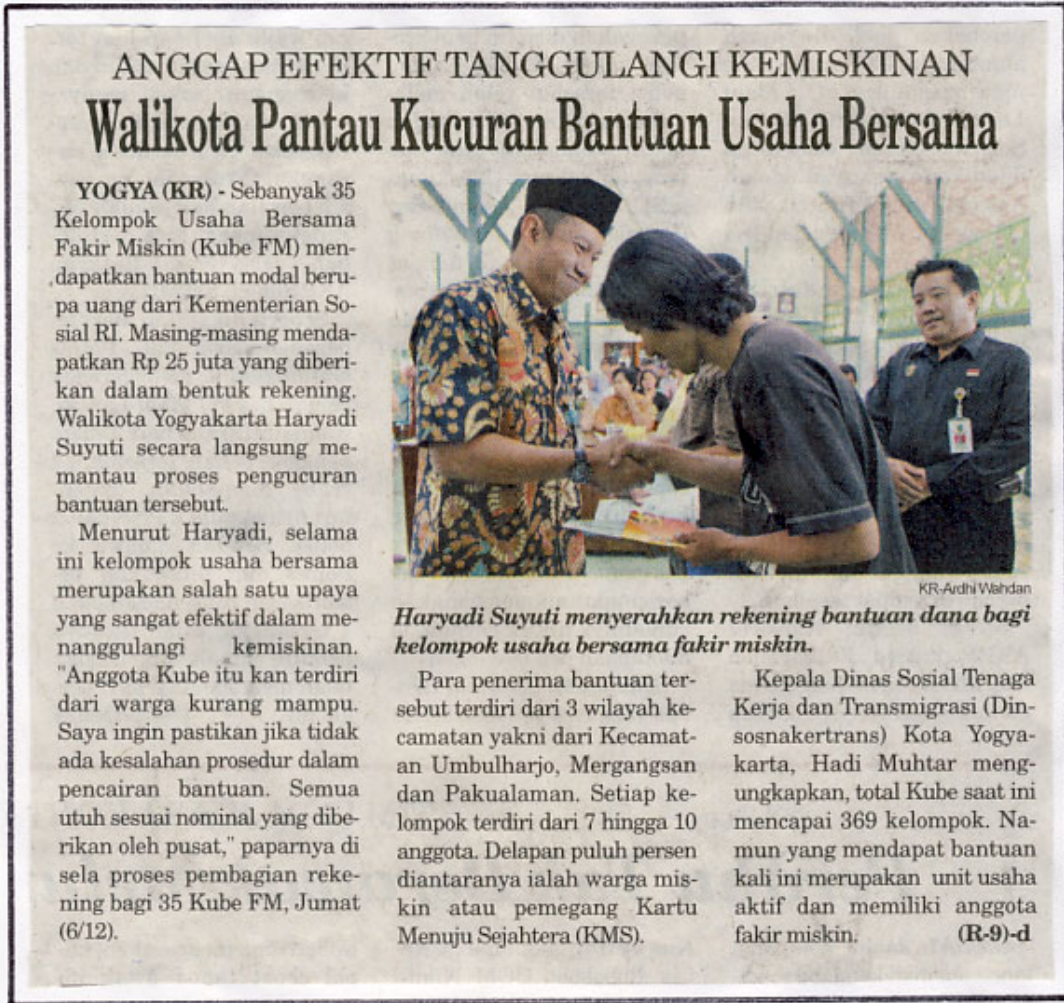 ANGGAP EFEKTIF TANGGULANGI KEMISKINAN
Walikota Pantau Kucuran Bantuan Usaha Bersama
YOGYA (KR) - Sebanyak 35
Kelompok Usaha Bersama
Fakir Miskin (Kube FM) men-
dapatkan bantuan modal beru-
pa uang dari Kementerian So-
sial RI. Masing-masing menda-
patkan Rp 25 juta yang diberi-
kan dalam bentuk rekening.
Walikota Yogyakarta Haryadi
Suyuti secara langsung me-
mantau proses pengucuran
bantuan tersebut.
Menurut Haryadi, selama
ini kelompok usaha bersama
merupakan salah satu upaya
yang sangat efektif dalam me-
nanggulangi kemiskinan.
"Anggota Kube itu kan terdiri
dari warga kurang mampu.
Saya ingin pastikan jika tidak
ada kesalahan prosedur dalam
pencairan bantuan. Semua
utuh sesuai nominal yang dibe-
rikan oleh pusat," paparnya di
sela proses pembagian reke-
ning bagi 35 Kube FM, Jumat
(6/12).
KR-Ardhi Wahdan
Haryadi Suyuti menyerahkan rekening bantuan dana bagi
kelompok usaha bersama fakir miskin.
Para penerima bantuan ter-
sebut terdiri dari 3 wilayah ke-
camatan yakni dari Kecamat-
an Umbulharjo, Mergangsan
dan Pakualaman. Setiap ke-
lompok terdiri dari 7 hingga 10
anggota. Delapan puluh persen
diantaranya ialah warga mis-
kin atau pemegang Kartu
Menuju Sejahtera (KMS).
Kepala Dinas Sosial Tenaga
Kerja dan Transmigrasi (Din-
sosnakertrans) Kota Yogya-
karta, Hadi Muhtar meng-
ungkapkan, total Kube saat ini
mencapai 369 kelompok. Na-
mun yang mendapat bantuan
kali ini merupakan unit usaha
aktif dan memiliki anggota
fakir miskin. (R-9)-d